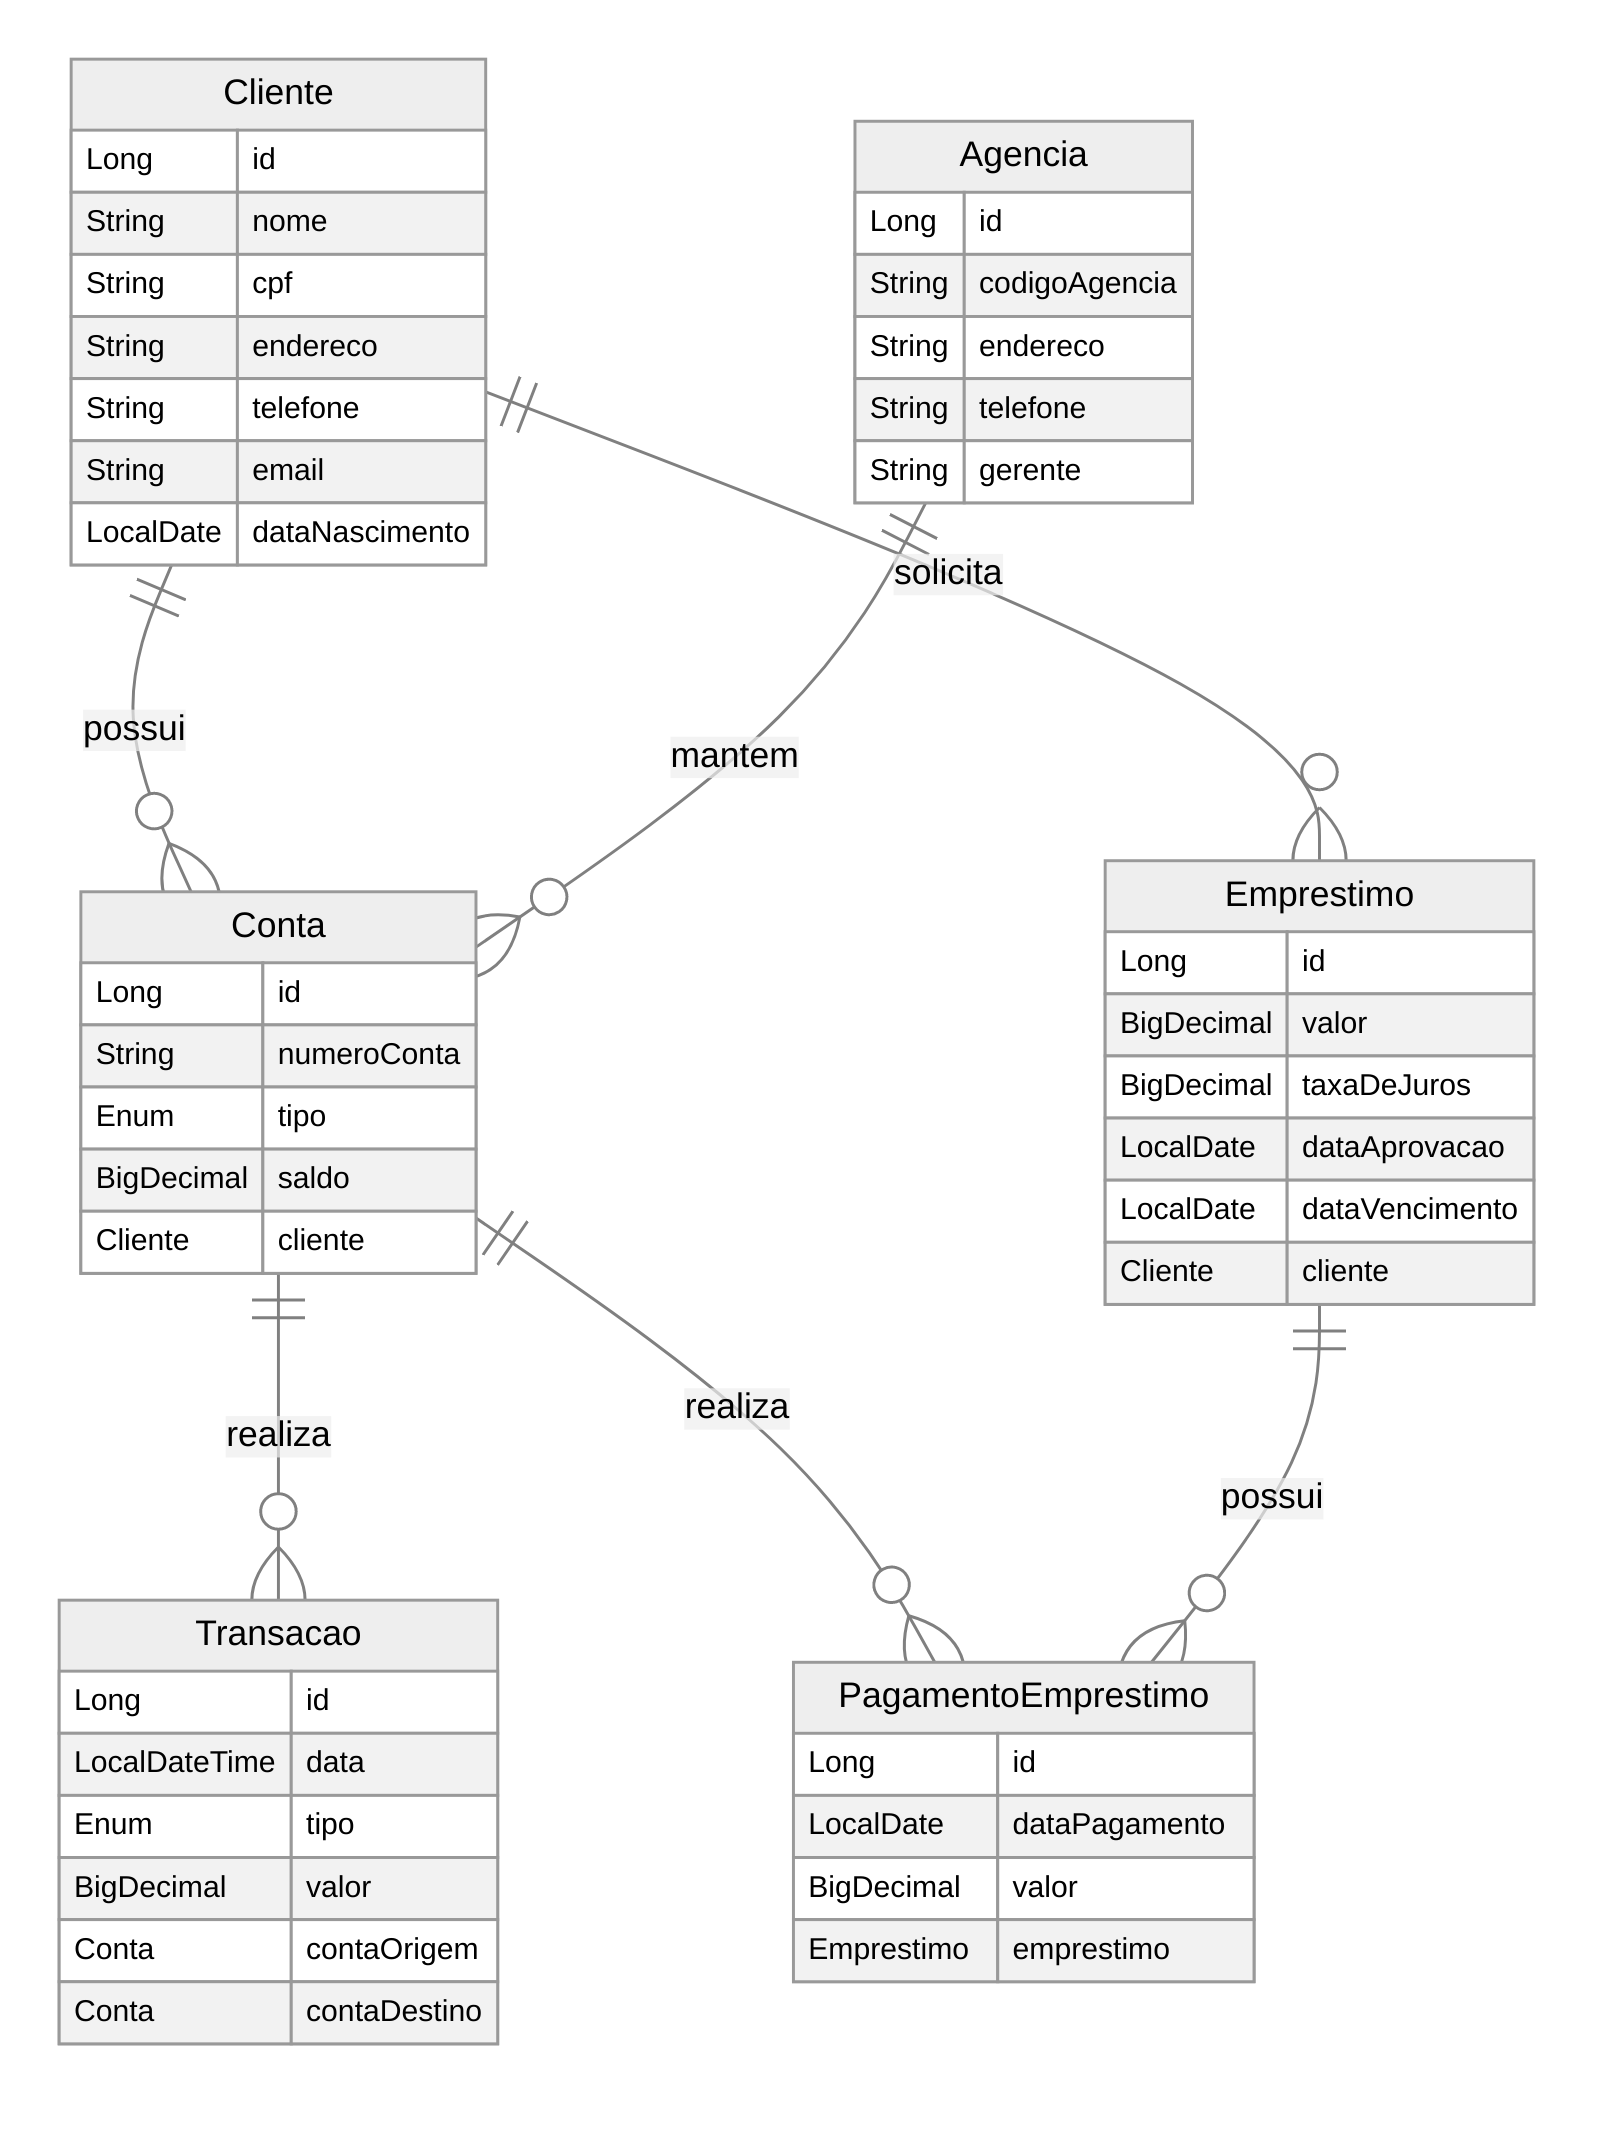 Cliente
Long id
String nome
String cpf
String endereco
String telefone
String email
LocalDate dataNascimento
Agencia
Long id
String codigoAgencia
String endereco
String telefone
String gerente
solicita
possui
mantem
Conta
Long id
String numeroConta
Enum tipo
BigDecimal saldo
Cliente cliente
Emprestimo
Long id
BigDecimal valor
BigDecimal taxaDeJuros
LocalDate dataAprovacao
LocalDate dataVencimento
Cliente cliente
realiza
realiza
possui
Transacao
Long id
LocalDateTime data
Enum tipo
BigDecimal valor
Conta contaOrigem
Conta contaDestino
PagamentoEmprestimo
Long id
LocalDate dataPagamento
BigDecimal valor
Emprestimo emprestimo